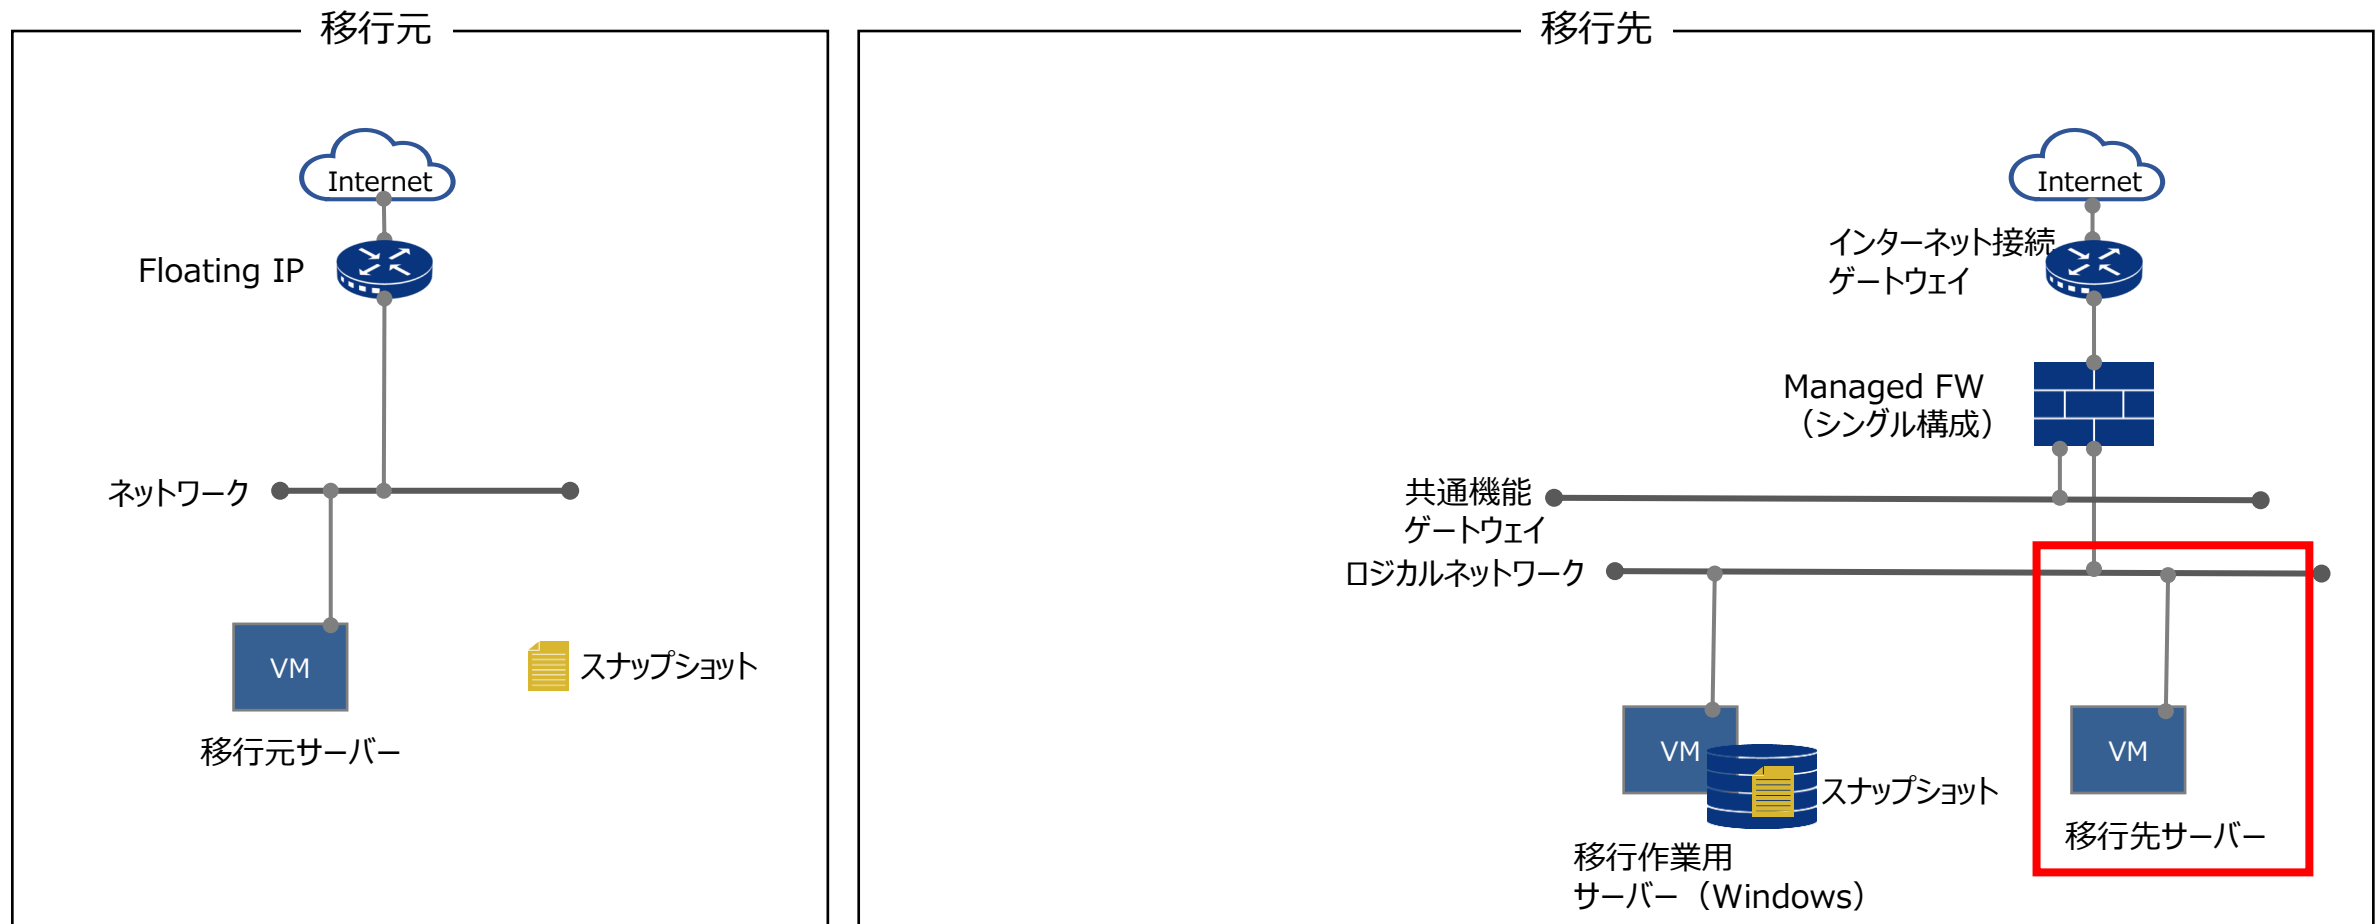 移行元
Internet
Floating IP
ネットワーク
VM
スナップショット
移行元サーバー
移行先
Internet
インターネット接続
ゲートウェイ
Managed FW
（シングル構成）
共通機能
ゲートウェイ
ロジカルネットワーク
VM
スナップショット
移行作業用
サーバー（Windows）
VM
移行先サーバー